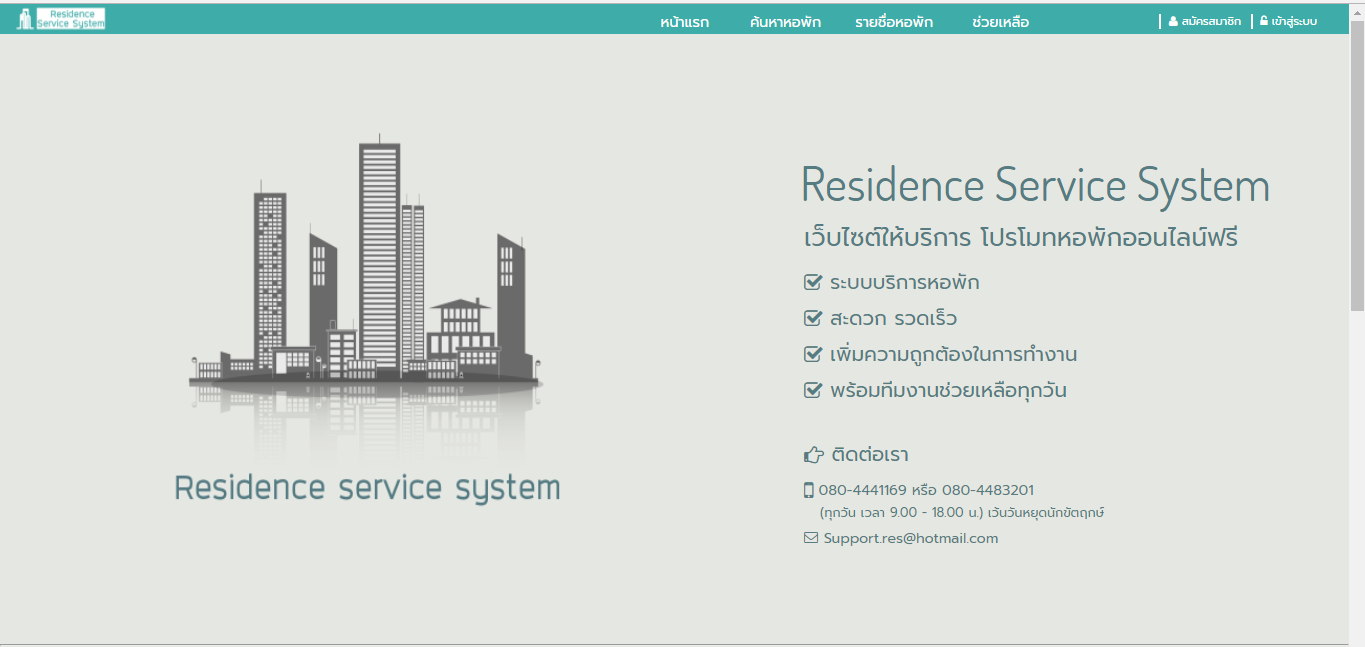 Residence
Service System
หน้าแรก ค้นหาหอพัก รายชื่อหอพัก ช่วยเหลือ สมัครสมาชิก เข้าสู่ระบบ
Residence Service System
เว็บไซต์ให้บริการ โปรโมทหอพักออนไลน์ฟรี
ระบบบริการหอพัก
สะดวก รวดเร็ว
เพิ่มความถูกต้องในการทำงาน
พร้อมทีมงานช่วยเหลือทุกวัน
ติดต่อเรา
080-4441169 หรือ 080-4483201
(ทุกวัน เวลา 9.00 - 18.00 น.) เว้นวันหยุดนักขัตฤกษ์
Support.res@hotmail.com
Residence service system